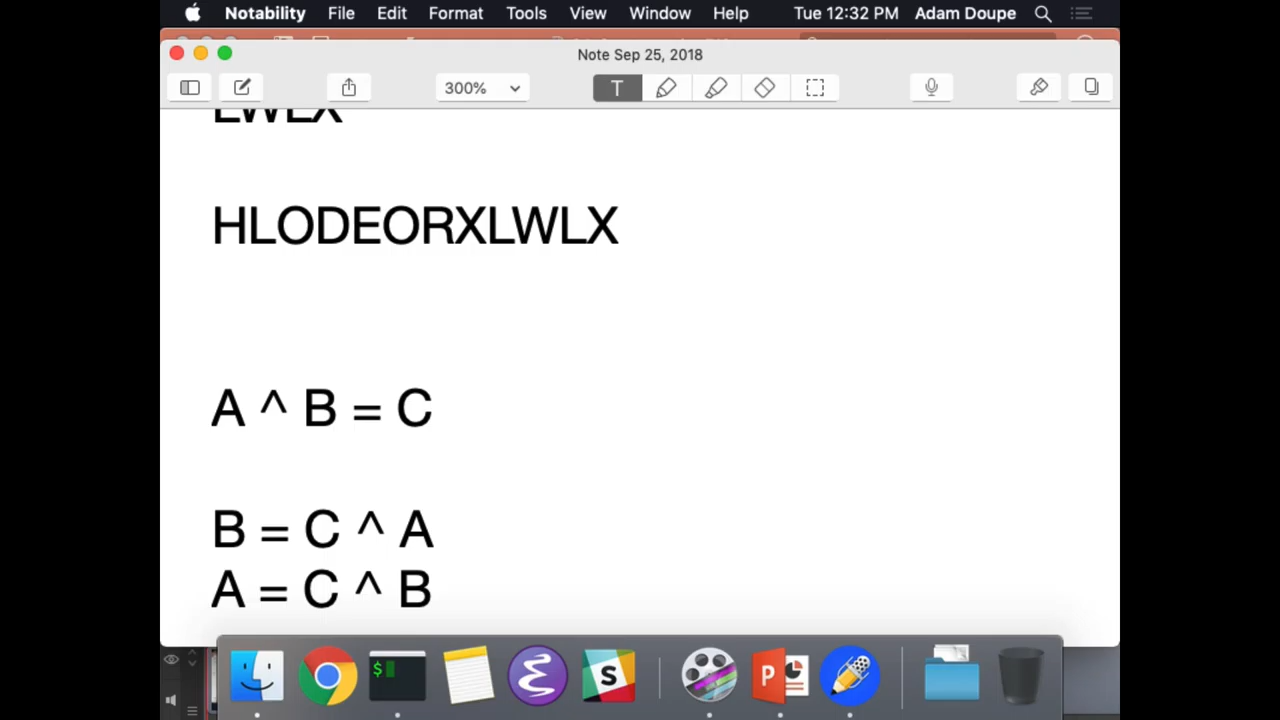 Notability File Edit Format Tools View Window Help Tue 12:32 PM Adam Doupe
Note Sep 25, 2018
300% T
LWLX
HLODEORXLWLX
A ^ B = C
B = C ^ A
A = C ^ B
$ S P